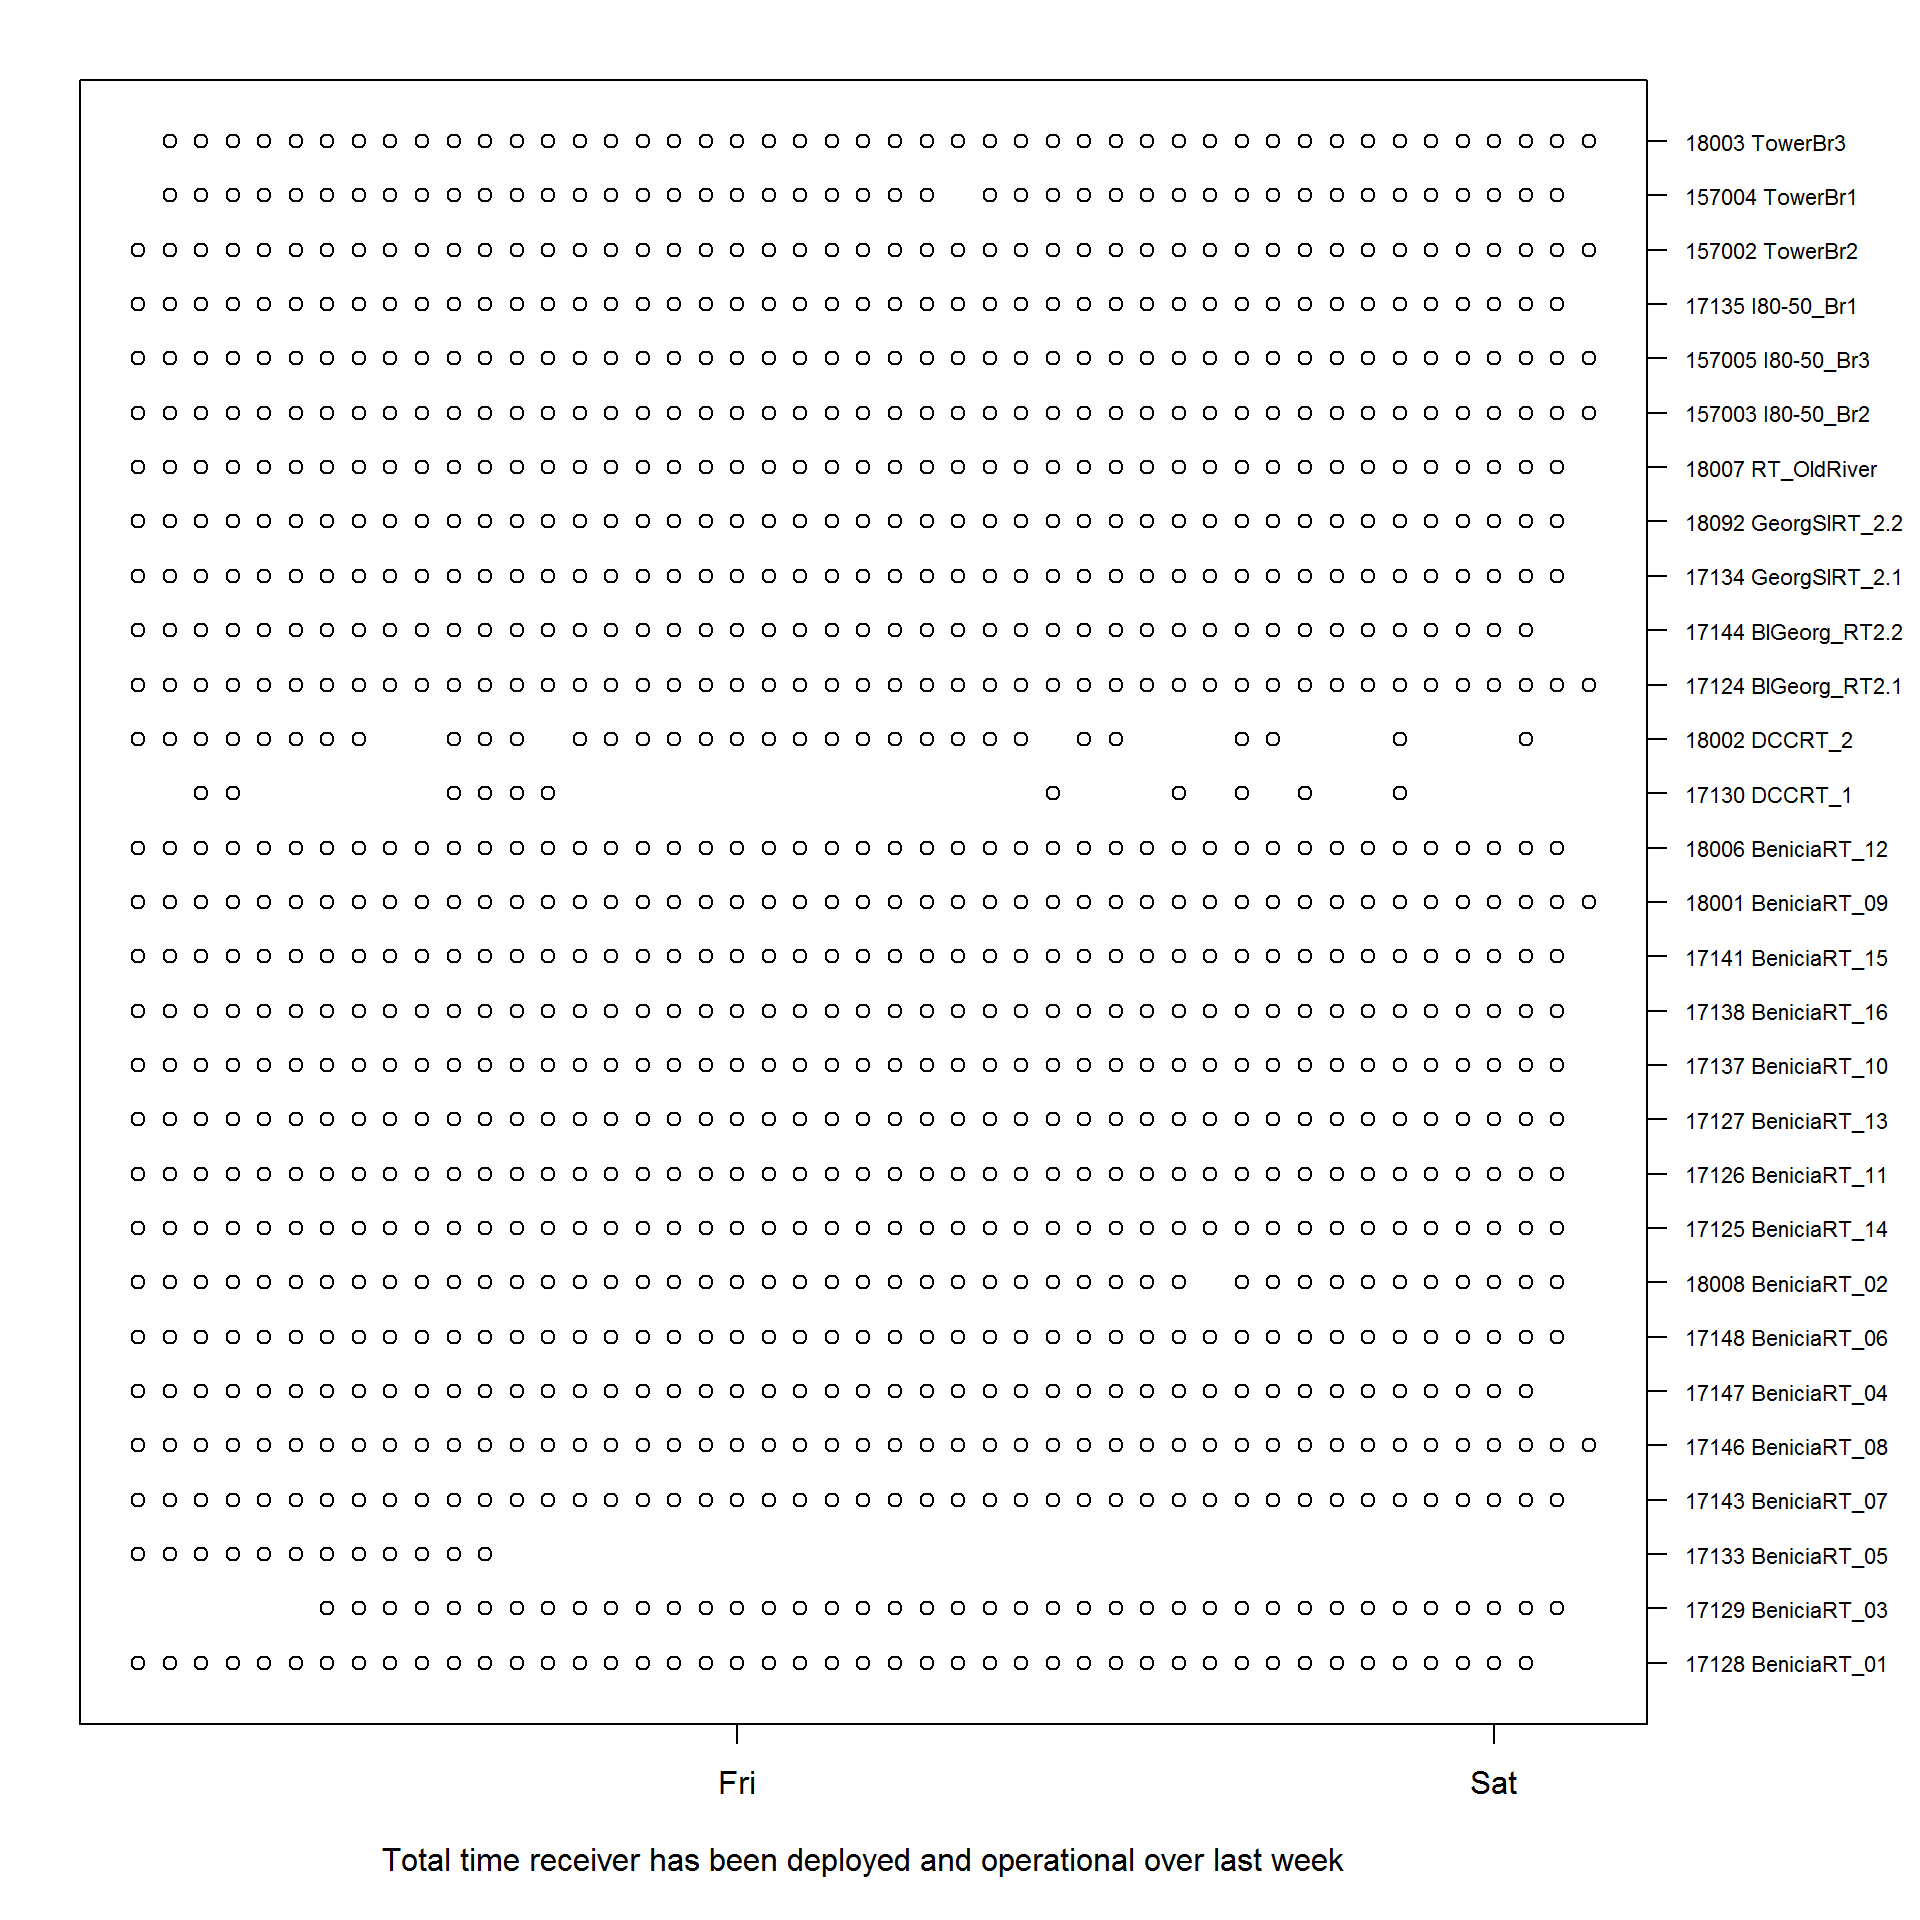 18003 TowerBr3
157004 TowerBr1
157002 TowerBr2
17135 I80-50_Br1
157005 I80-50_Br3
157003 I80-50_Br2
18007 RT_OldRiver
18092 GeorgSlRT_2.2
17134 GeorgSlRT_2.1
17144 BlGeorg_RT2.2
17124 BlGeorg_RT2.1
18002 DCCRT_2
17130 DCCRT_1
18006 BeniciaRT_12
18001 BeniciaRT_09
17141 BeniciaRT_15
17138 BeniciaRT_16
17137 BeniciaRT_10
17127 BeniciaRT_13
17126 BeniciaRT_11
17125 BeniciaRT_14
18008 BeniciaRT_02
17148 BeniciaRT_06
17147 BeniciaRT_04
17146 BeniciaRT_08
17143 BeniciaRT_07
17133 BeniciaRT_05
17129 BeniciaRT_03
17128 BeniciaRT_01
Fri Sat
Total time receiver has been deployed and operational over last week